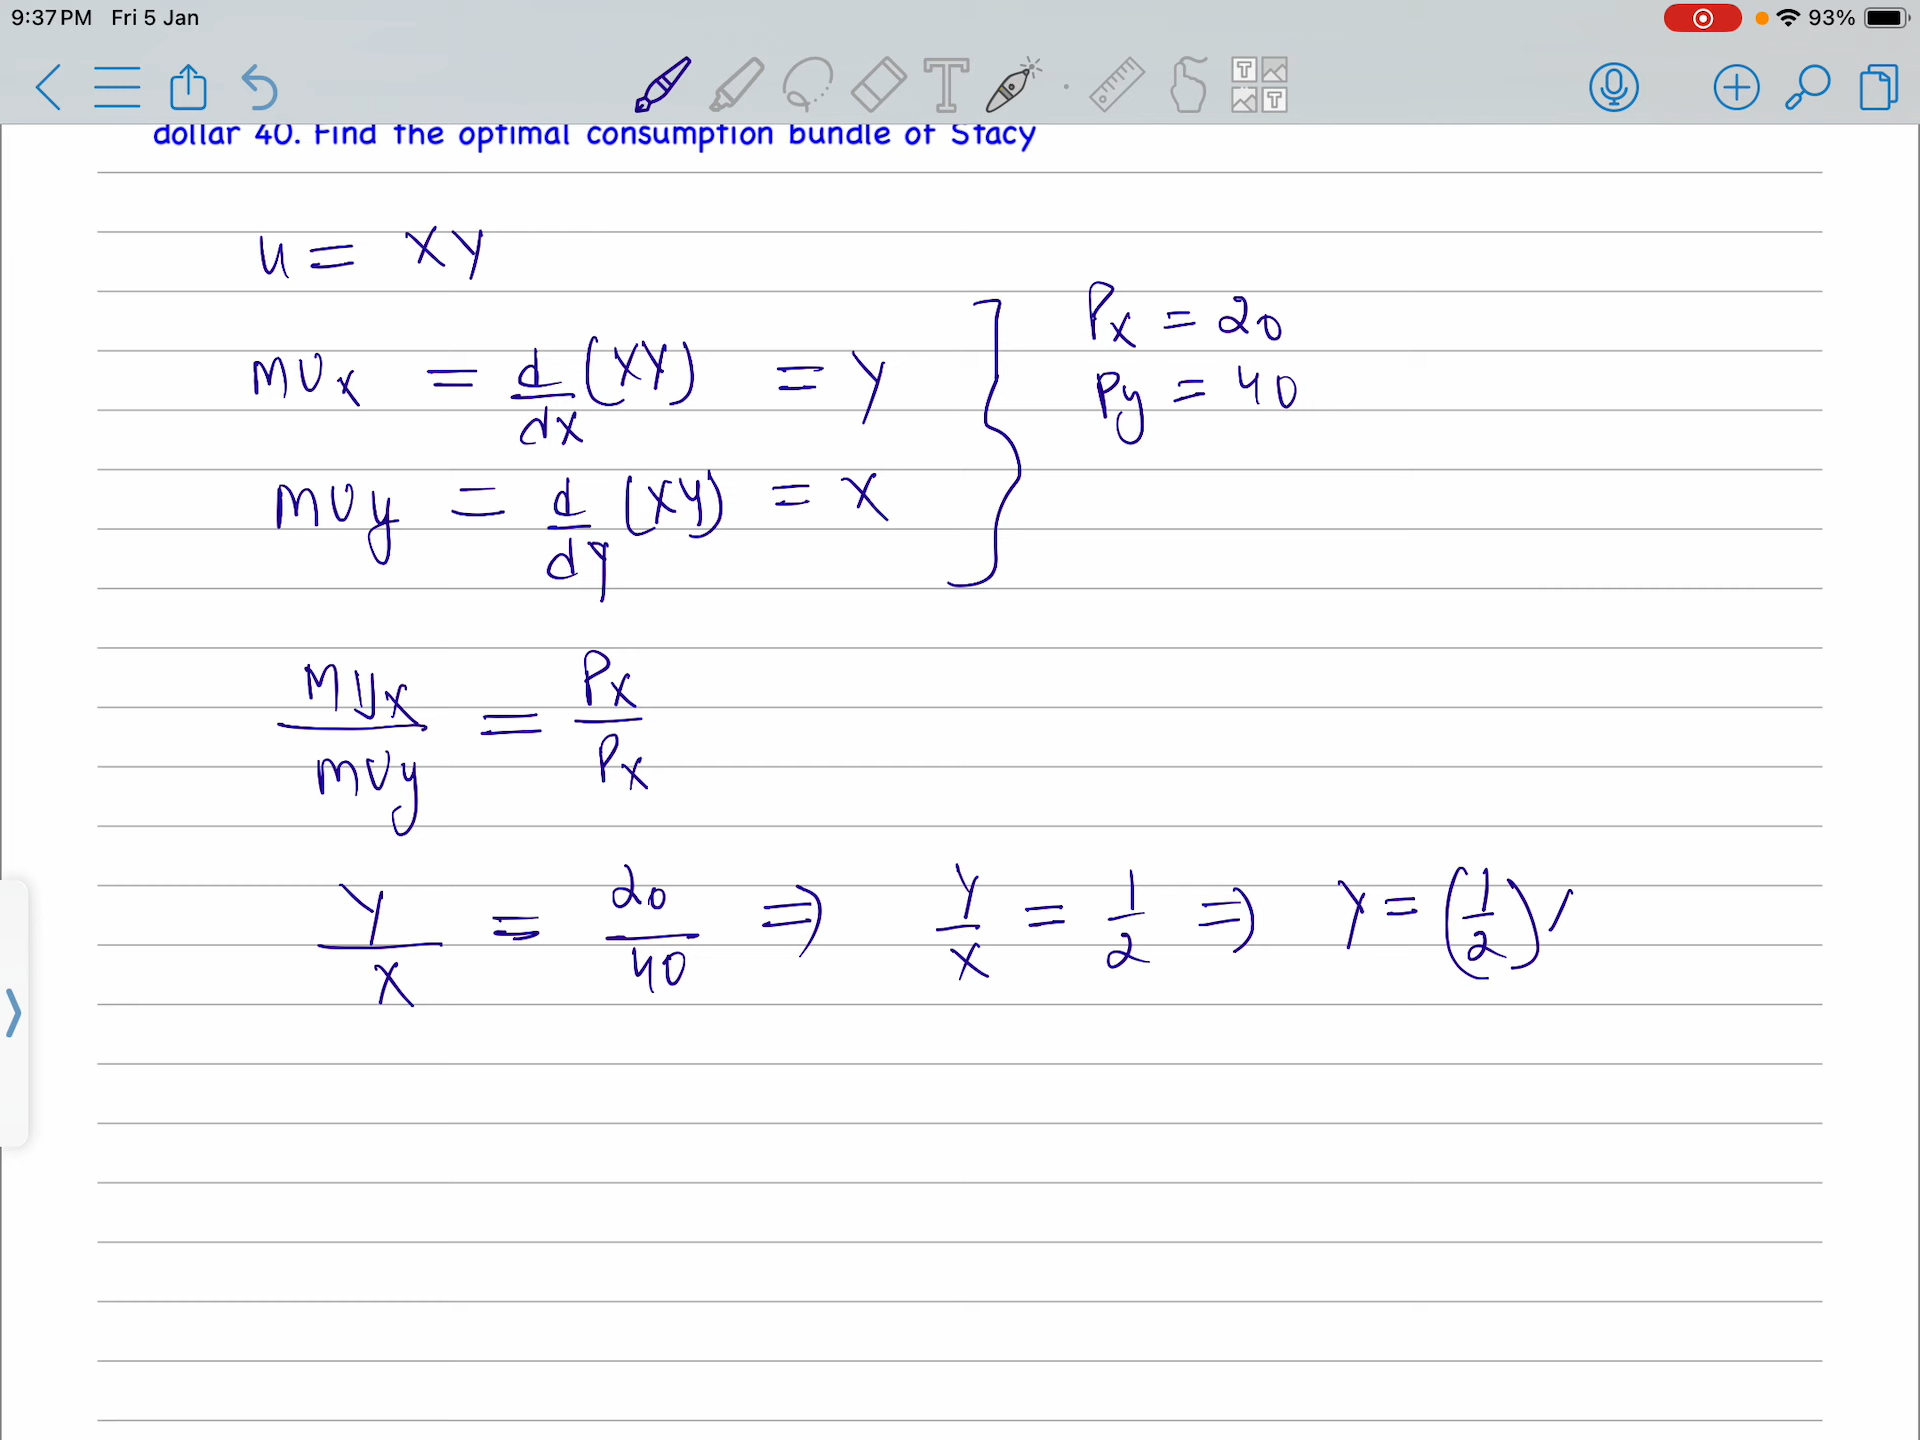 9:37 PM Fri 5 Jan 93%
T
T
T
dollar 40. Find the optimal consumption bundle of Stacy
u = XY
MUx = d/dx (XY) = Y
MUy = d/dy (XY) = X
Px = 20
Py = 40
MUx/MUy = Px/Px
Y/X = 20/40 ⇒ Y/X = 1/2 ⇒ Y = (1/2)